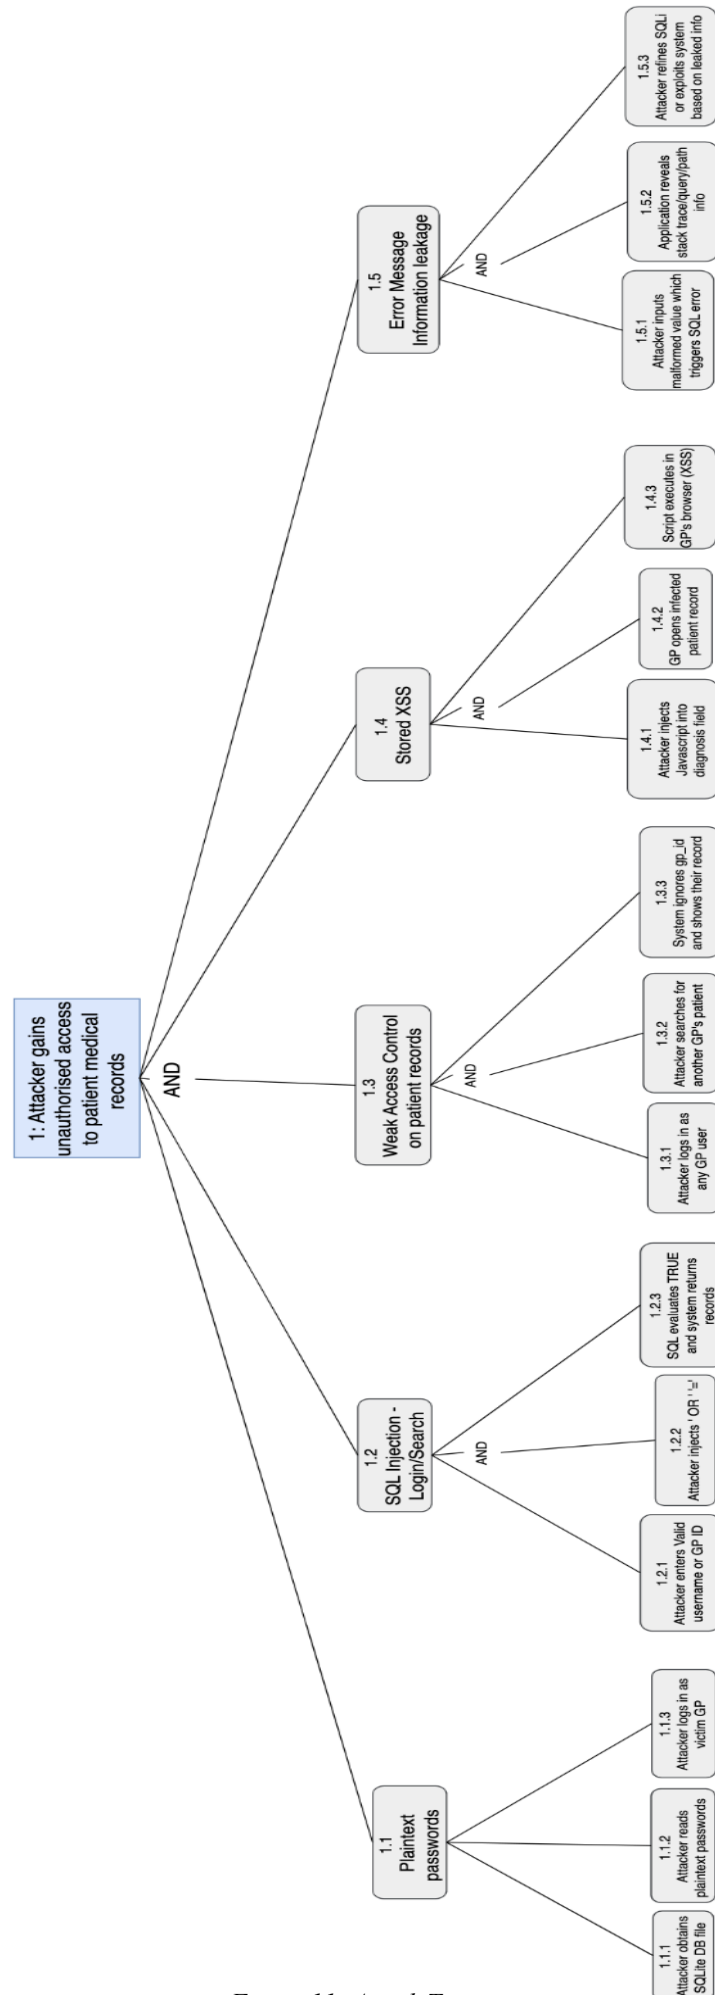 1: Attacker gains
unauthorised access
to patient medical
records
AND
1.1
Plaintext
passwords
1.2
SQL Injection -
Login/Search
1.3
Weak Access Control
on patient records
1.4
Stored XSS
1.5
Error Message
Information leakage
AND
AND
AND
AND
1.1.1
Attacker obtains
SQLite DB file
1.1.2
Attacker reads
plaintext passwords
1.1.3
Attacker logs in as
victim GP
1.2.1
Attacker enters Valid
username or GP ID
1.2.2
Attacker injects ' OR ' '='
1.2.3
SQL evaluates TRUE
and system returns
records
1.3.1
Attacker logs in as
any GP user
1.3.2
Attacker searches for
another GP's patient
1.3.3
System ignores gp_id
and shows their record
1.4.1
Attacker injects
Javascript into
diagnosis field
1.4.2
GP opens infected
patient record
1.4.3
Script executes in
GP's browser (XSS)
1.5.1
Attacker inputs
malformed value which
triggers SQL error
1.5.2
Application reveals
stack trace/query/path
info
1.5.3
Attacker refines SQLi
or exploits system
based on leaked info